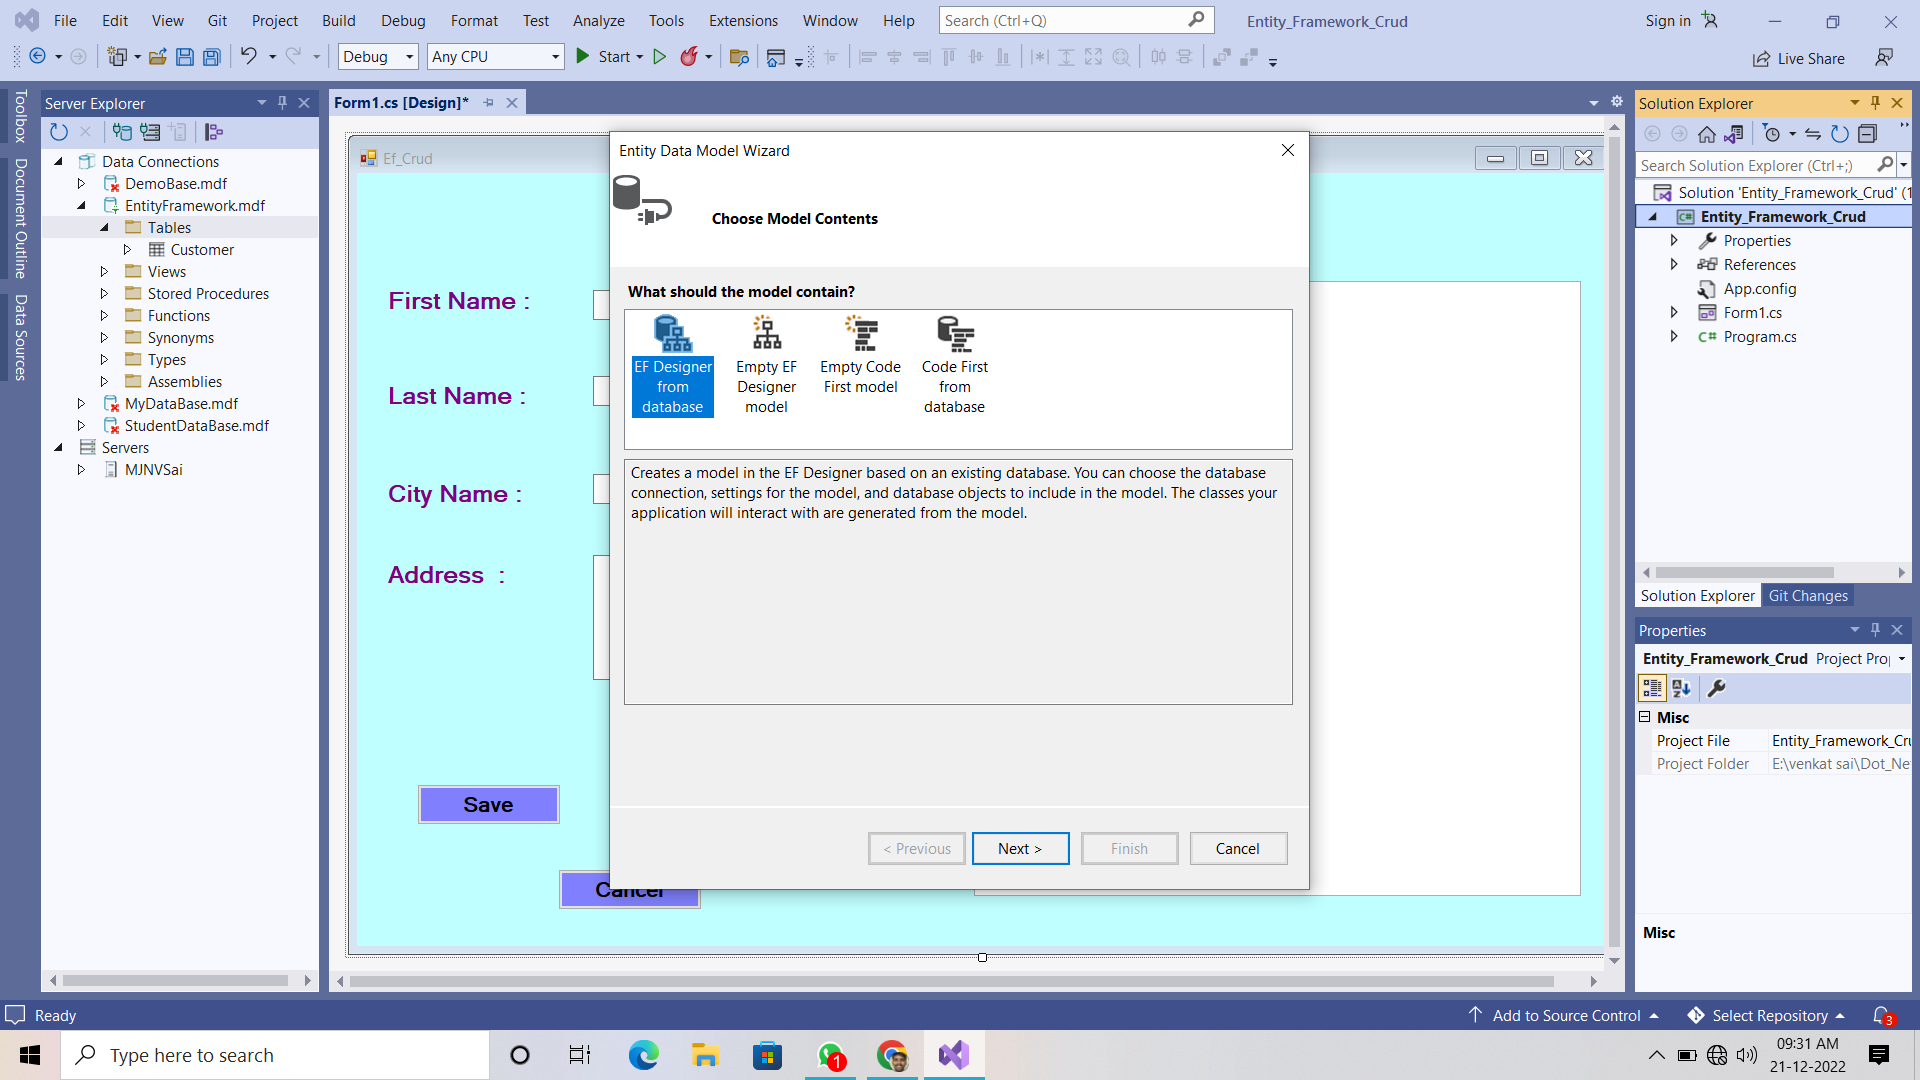 File Edit View Git Project Build Debug Format Test Analyze Tools Extensions Window Help Search (Ctrl+Q) Entity_Framework_Crud Sign in
Debug Any CPU Start Live Share
Toolbox
Document Outline
Data Sources
Server Explorer
Data Connections
DemoBase.mdf
EntityFramework.mdf
Tables
Customer
Views
Stored Procedures
Functions
Synonyms
Types
Assemblies
MyDataBase.mdf
StudentDataBase.mdf
Servers
MJNVSai
Form1.cs [Design]*
Ef_Crud
First Name :
Last Name :
City Name :
Address :
Save
Cancel
Entity Data Model Wizard
Choose Model Contents
What should the model contain?
EF Designer
from
database
Empty EF
Designer
model
Empty Code
First model
Code First
from
database
Creates a model in the EF Designer based on an existing database. You can choose the database
connection, settings for the model, and database objects to include in the model. The classes your
application will interact with are generated from the model.
< Previous Next > Finish Cancel
Solution Explorer
Search Solution Explorer (Ctrl+;)
Solution 'Entity_Framework_Crud' (1
C# Entity_Framework_Crud
Properties
References
App.config
Form1.cs
C# Program.cs
Solution Explorer Git Changes
Properties
Entity_Framework_Crud Project Pro
Misc
Project File Entity_Framework_Cru
Project Folder E:\venkat sai\Dot_Ne
Misc
Ready Add to Source Control Select Repository 3
Type here to search 1 09:31 AM
21-12-2022